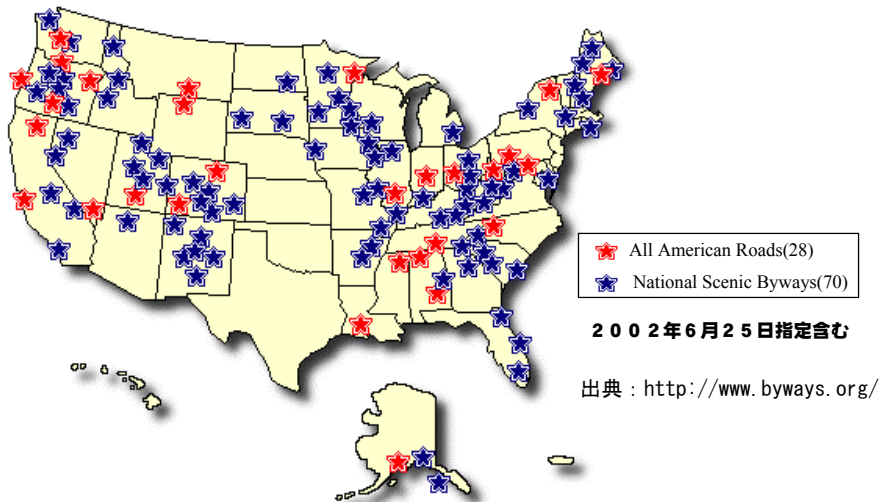 All American Roads(28)
National Scenic Byways(70)
２００２年６月２５日指定含む
出典：http://www.byways.org/